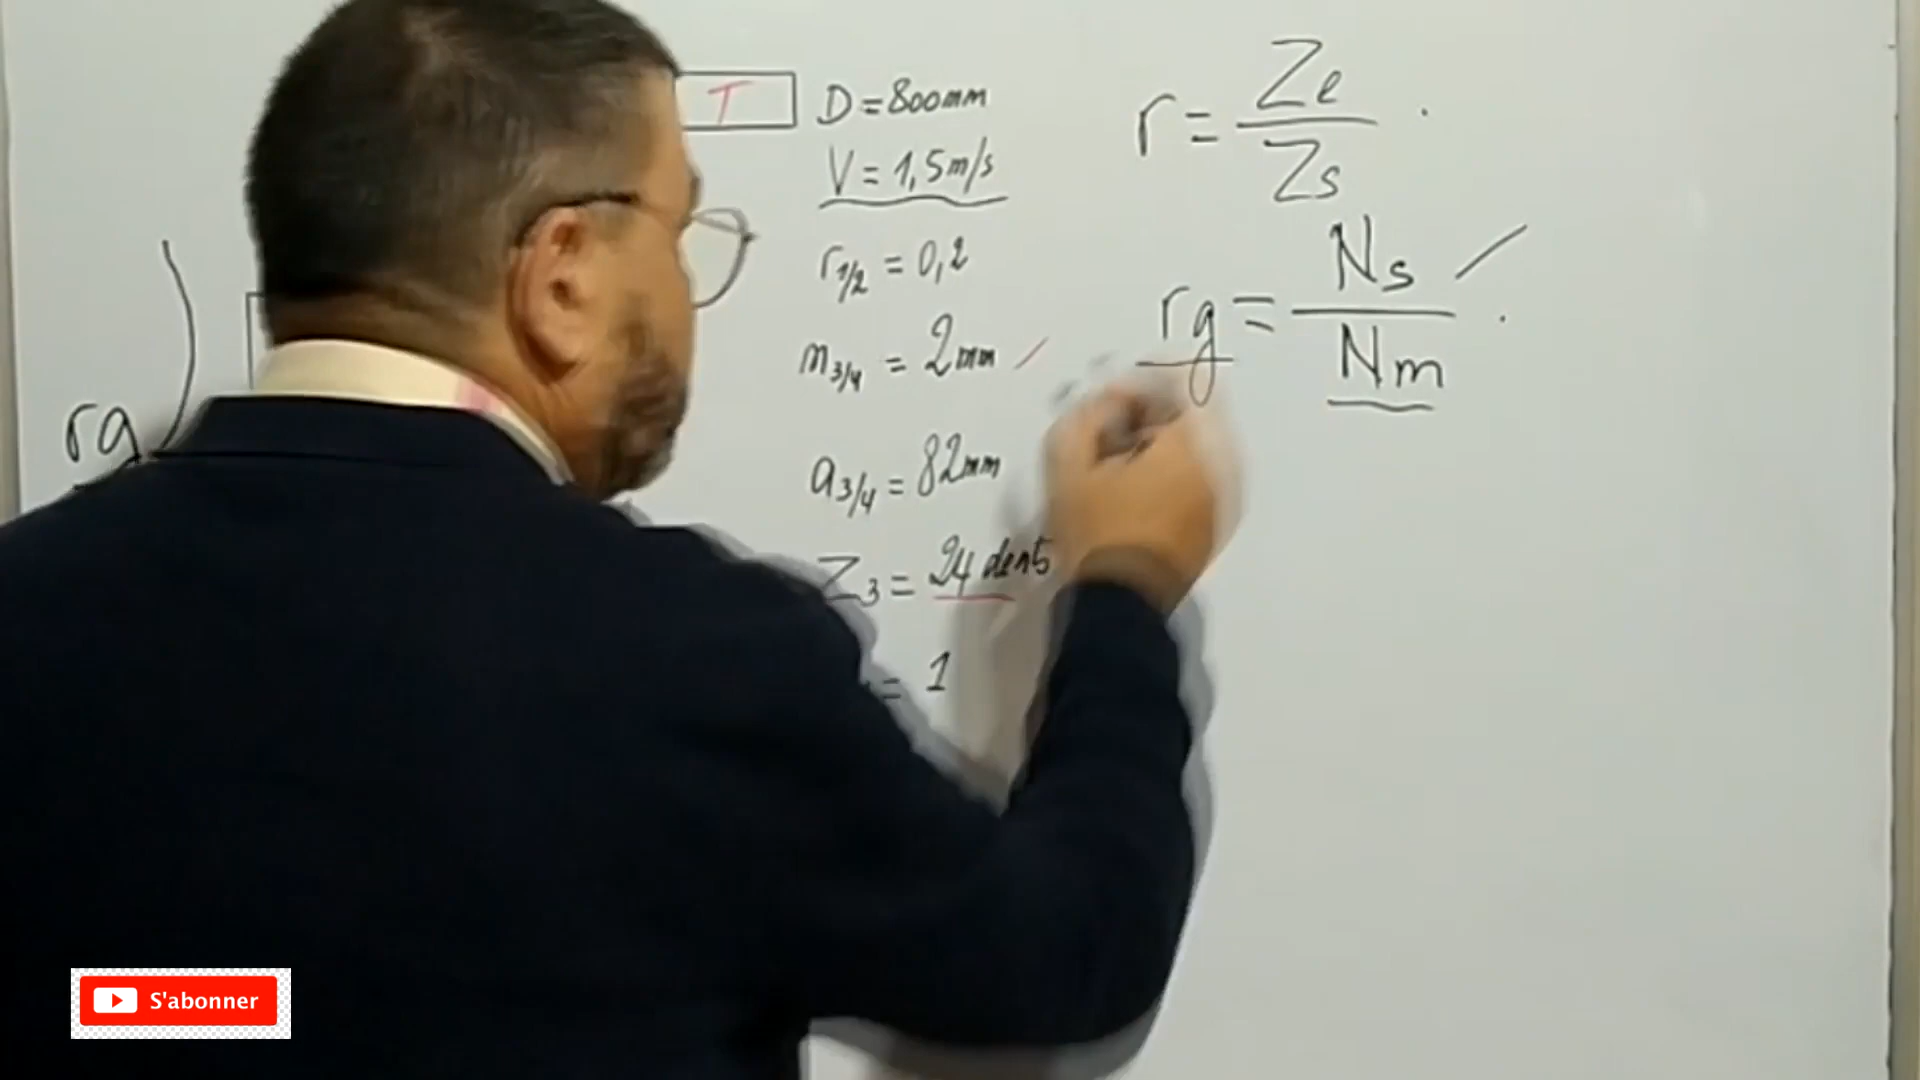 T
D = 800mm
V = 1,5m/s
r1/2 = 0,2
m3/4 = 2mm
a3/4 = 82mm
Z3 = 24 dents
= 1
rg
r = Ze / Zs
rg = Ns / Nm
S'abonner